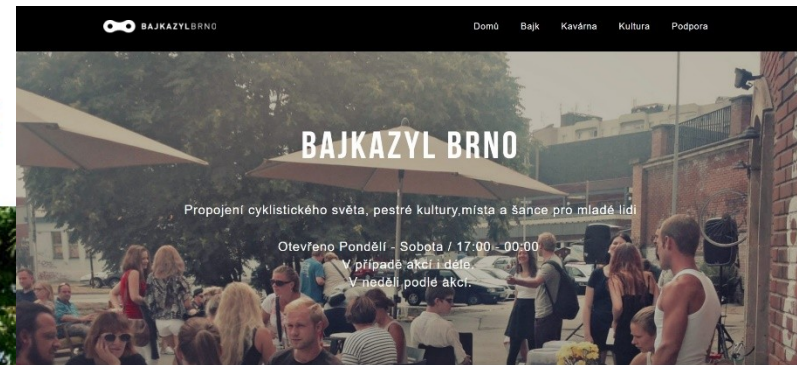 BAJKAZYLBRNO
Domů Bajk Kavárna Kultura Podpora
BAJKAZYL BRNO
Propojení cyklistického světa, pestré kultury,místa a šance pro mladé lidi
Otevřeno Pondělí - Sobota / 17:00 - 00:00
V případě akcí i déle.
V neděli podle akcí.